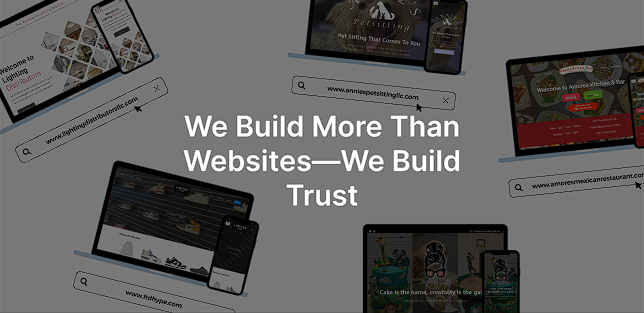 Welcome to
Lighting
Distributors
www.lightingdistributorsllc.com
Petsitting
Pet Sitting That Comes To You
www.anniespetsittingllc.com
Welcome to Amores Kitchen & Bar
www.amoresmexicanrestaurant.com
We Build More Than
Websites—We Build
Trust
www.ltdhype.com
Cake is the name, creativity is the ga